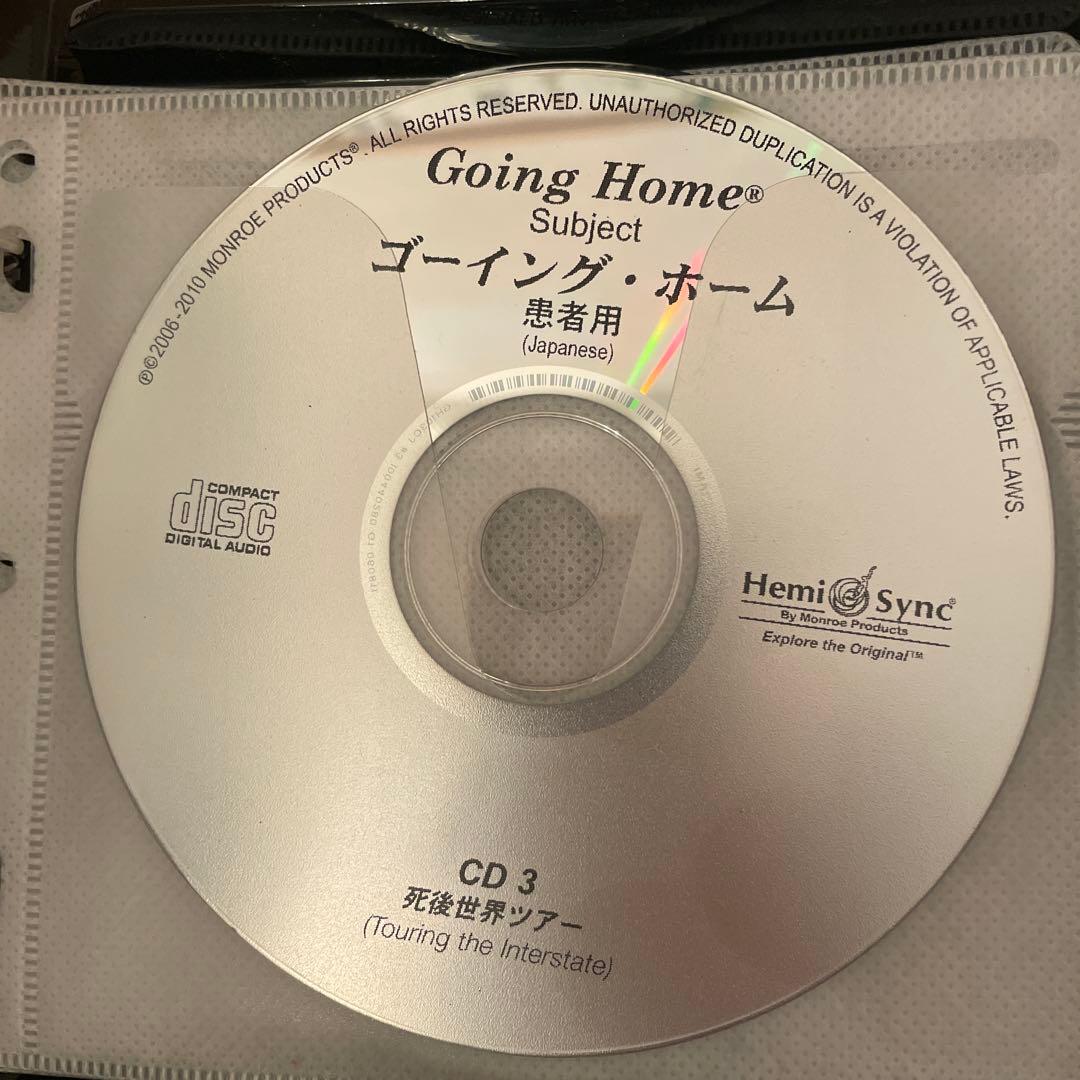 ℗©2006-2010 MONROE PRODUCTS®. ALL RIGHTS RESERVED. UNAUTHORIZED DUPLICATION IS A VIOLATION OF APPLICABLE LAWS.
Going Home®
Subject
ゴーイング・ホーム
患者用
(Japanese)
COMPACT
disc
DIGITAL AUDIO
Hemi Sync®
By Monroe Products
Explore the Original™
CD 3
死後世界ツアー
(Touring the Interstate)